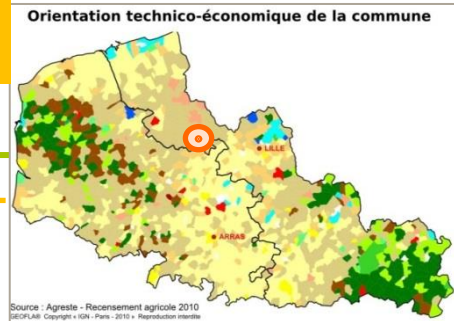 Orientation technico-économique de la commune
LILLE
ARRAS
Source : Agreste - Recensement agricole 2010
GEOFLA® Copyright « IGN - Paris - 2010 » Reproduction interdite